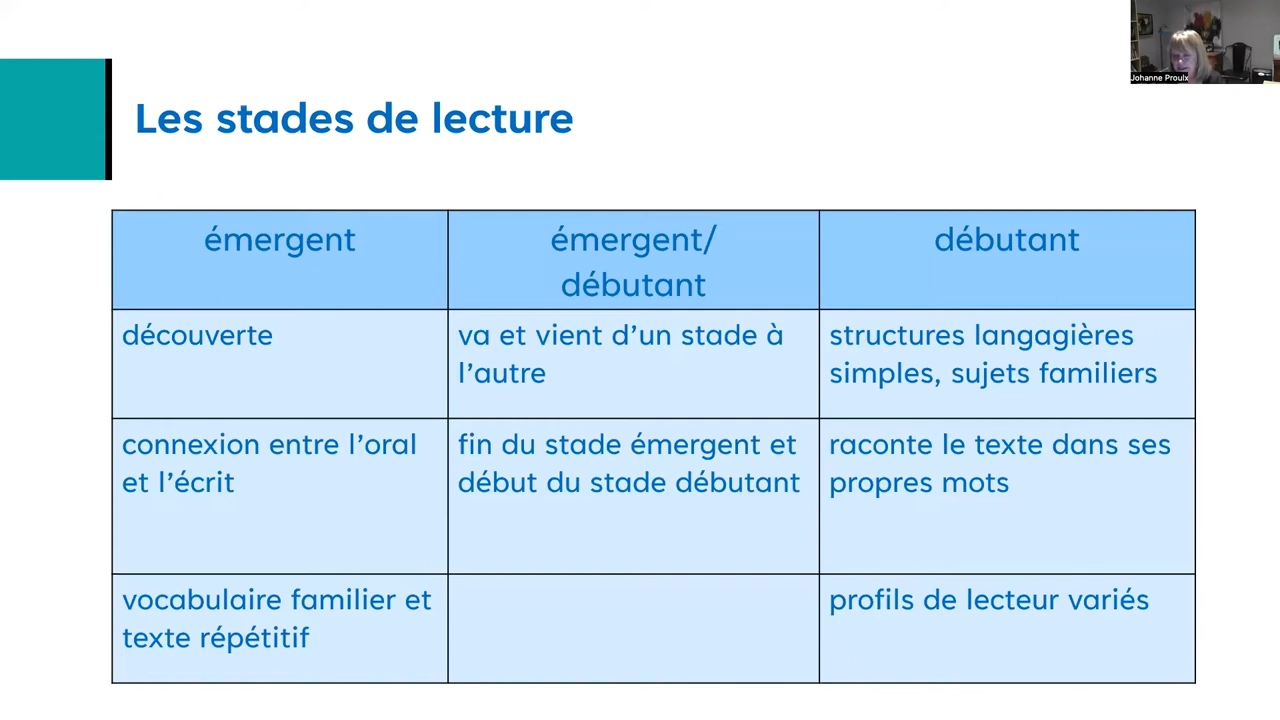 Johanne Proulx
Les stades de lecture
émergent
émergent/
débutant
débutant
découverte
va et vient d’un stade à
l’autre
structures langagières
simples, sujets familiers
connexion entre l’oral
et l’écrit
fin du stade émergent et
début du stade débutant
raconte le texte dans ses
propres mots
vocabulaire familier et
texte répétitif
profils de lecteur variés